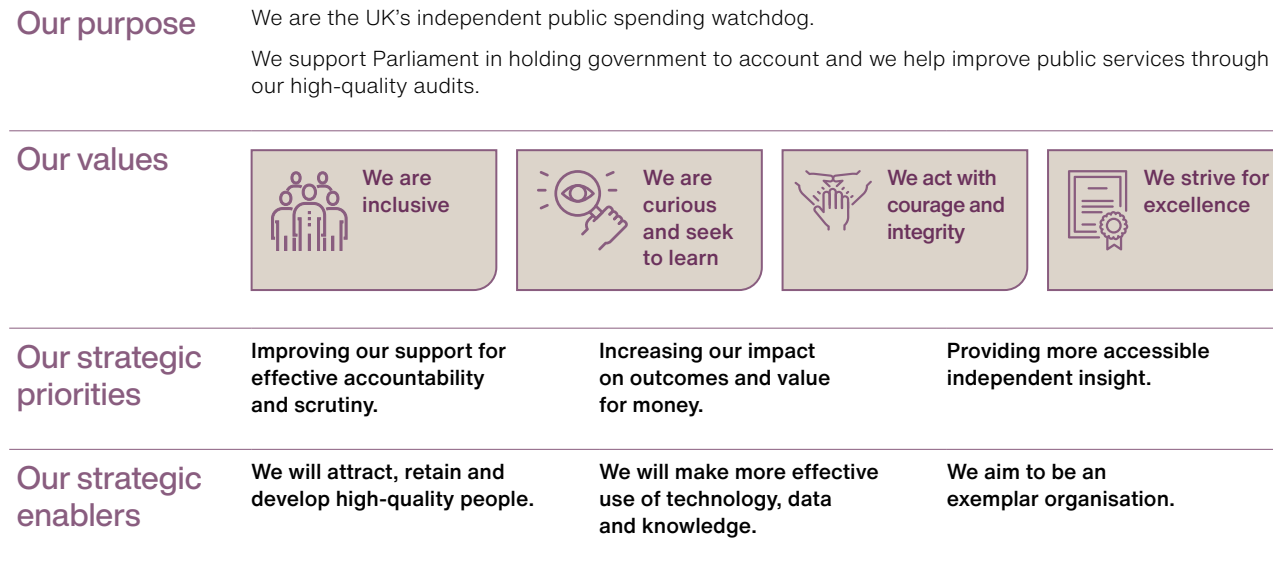 Our purpose
We are the UK’s independent public spending watchdog.
We support Parliament in holding government to account and we help improve public services through
our high-quality audits.
Our values
We are
inclusive
We are
curious
and seek
to learn
We act with
courage and
integrity
We strive for
excellence
Our strategic
priorities
Improving our support for
effective accountability
and scrutiny.
Increasing our impact
on outcomes and value
for money.
Providing more accessible
independent insight.
Our strategic
enablers
We will attract, retain and
develop high-quality people.
We will make more effective
use of technology, data
and knowledge.
We aim to be an
exemplar organisation.